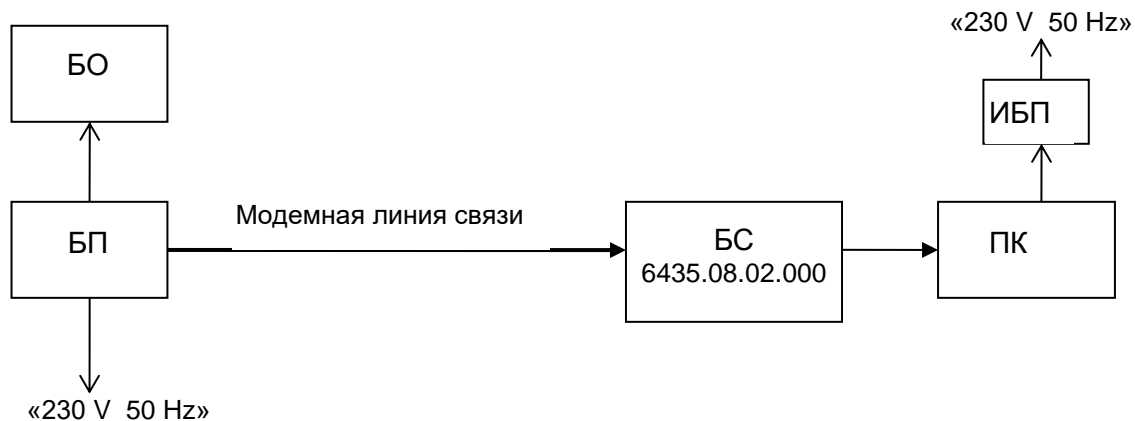 «230 V 50 Hz»
БО
ИБП
Модемная линия связи
БП
БС
6435.08.02.000
ПК
«230 V 50 Hz»